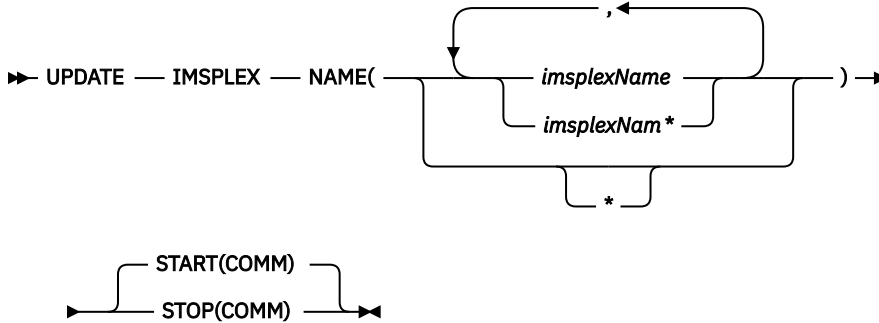 ,
UPDATE IMSPLEX NAME( imsplexName )
imsplexNam*
*
START(COMM)
STOP(COMM)